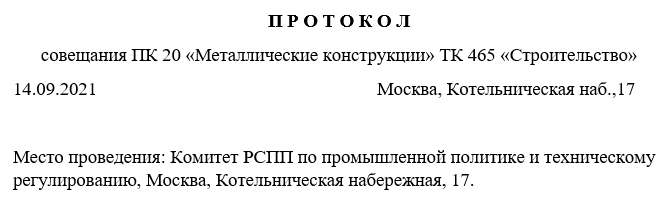 П Р О Т О К О Л
совещания ПК 20 «Металлические конструкции» ТК 465 «Строительство»
14.09.2021 Москва, Котельническая наб.,17
Место проведения: Комитет РСПП по промышленной политике и техническому
регулированию, Москва, Котельническая набережная, 17.